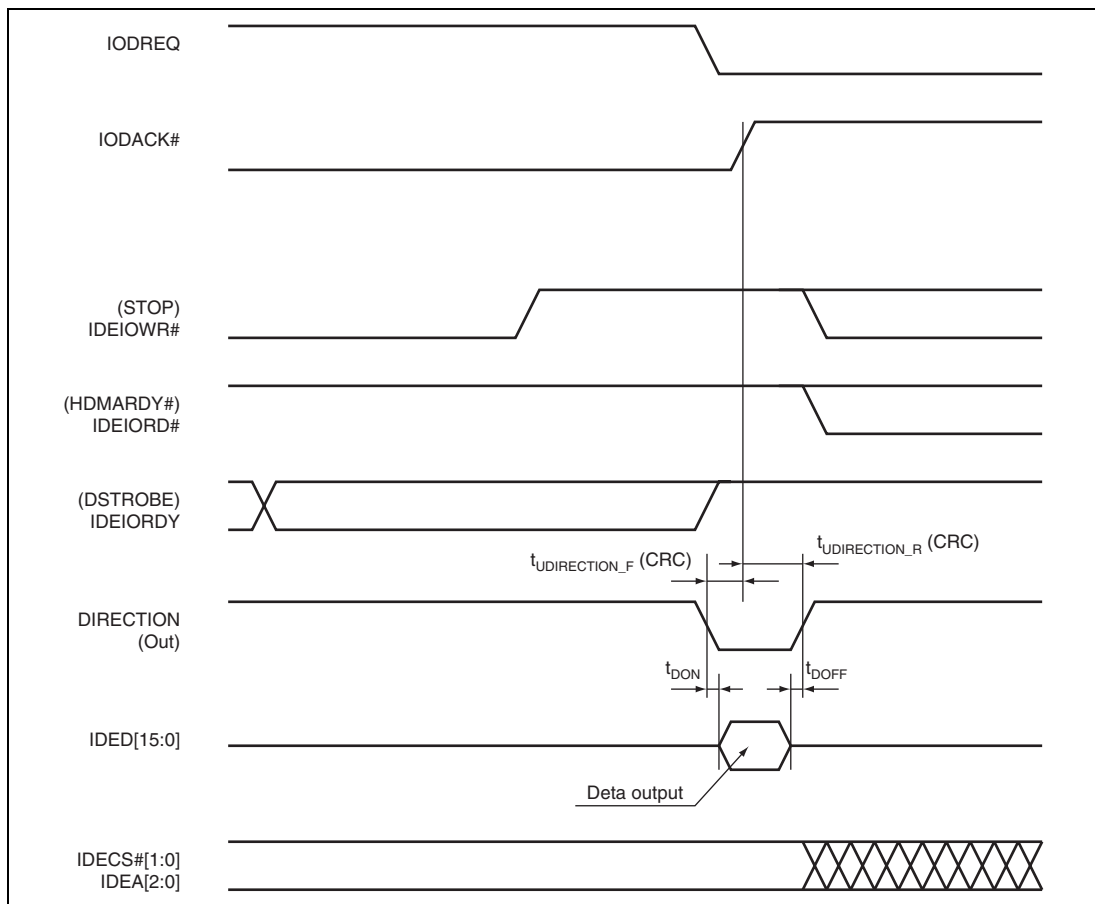 IODREQ
IODACK#
(STOP)
IDEIOWR#
(HDMARDY#)
IDEIORD#
(DSTROBE)
IDEIORDY
tUDIRECTION_F (CRC)
tUDIRECTION_R (CRC)
DIRECTION
(Out)
tDON
tDOFF
IDED[15:0]
Deta output
IDECS#[1:0]
IDEA[2:0]